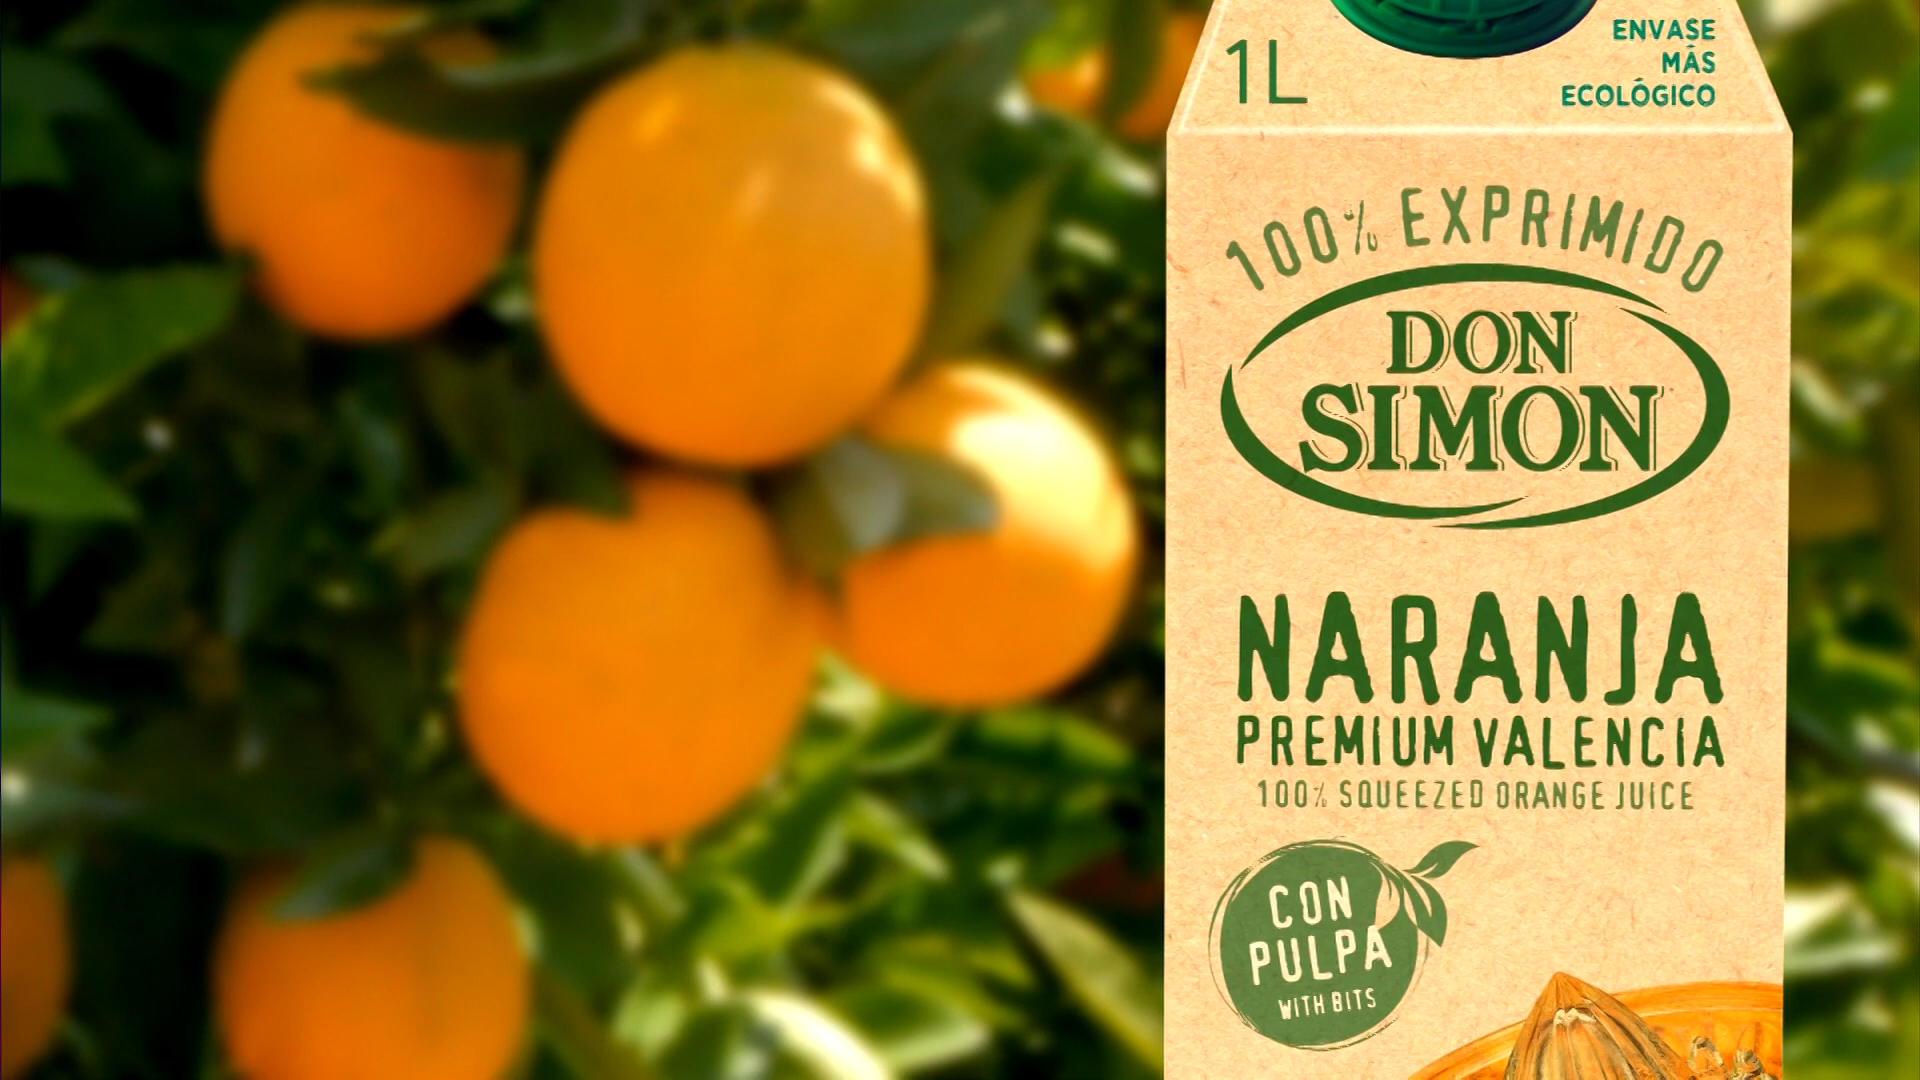 1L
ENVASE
MÁS
ECOLÓGICO
100% EXPRIMIDO
DON
SIMON
NARANJA
PREMIUM VALENCIA
100% SQUEEZED ORANGE JUICE
CON
PULPA
WITH BITS